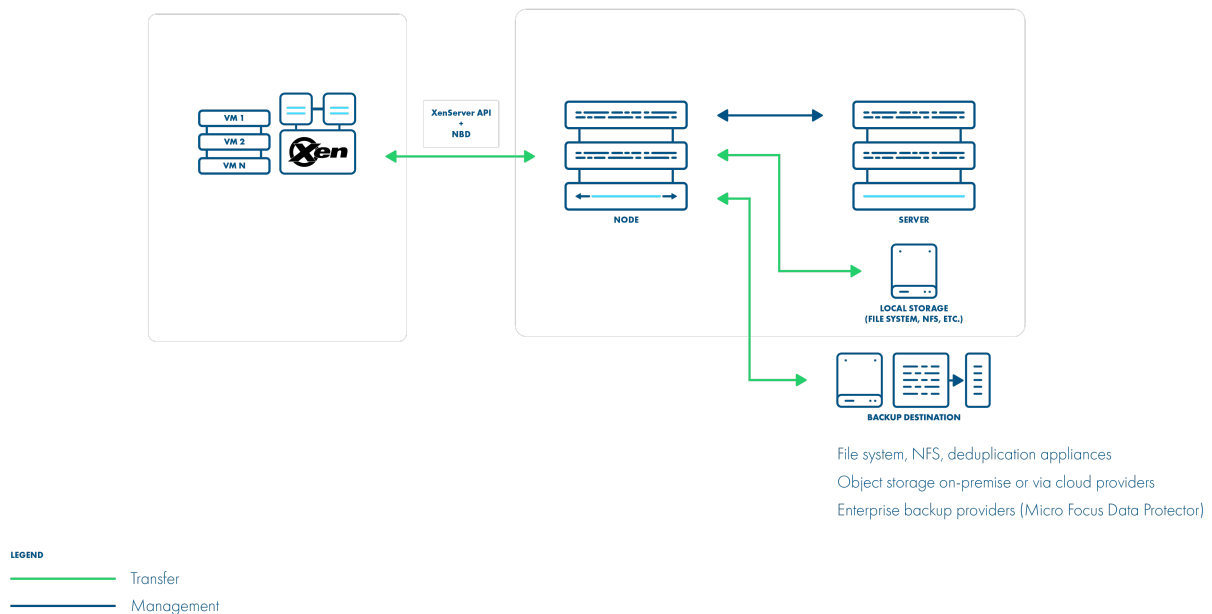 VM 1
VM 2
VM N
Xen
XenServer API
+
NBD
NODE
SERVER
LOCAL STORAGE
(FILE SYSTEM, NFS, ETC.)
BACKUP DESTINATION
File system, NFS, deduplication appliances
Object storage on-premise or via cloud providers
Enterprise backup providers (Micro Focus Data Protector)
LEGEND
Transfer
Management